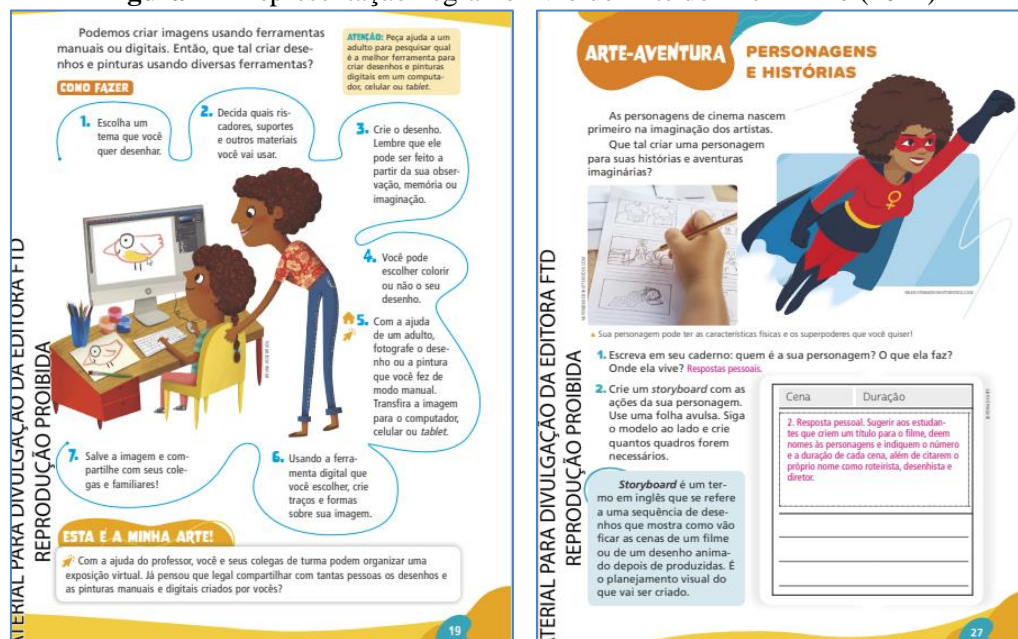 Podemos criar imagens usando ferramentas
manuais ou digitais. Então, que tal criar dese-
nhos e pinturas usando diversas ferramentas?
ATENÇÃO: Peça ajuda a um
adulto para pesquisar qual
é a melhor ferramenta para
criar desenhos e pinturas
digitais em um computa-
dor, celular ou tablet.
COMO FAZER
1. Escolha um
tema que você
quer desenhar.
2. Decida quais ris-
cadores, suportes
e outros materiais
você vai usar.
3. Crie o desenho.
Lembre que ele
pode ser feito a
partir da sua obser-
vação, memória ou
imaginação.
4. Você pode
escolher colorir
ou não o seu
desenho.
5. Com a ajuda
de um adulto,
fotografe o dese-
nho ou a pintura
que você fez de
modo manual.
Transfira a imagem
para o computador,
celular ou tablet.
6. Usando a ferra-
menta digital que
você escolher, crie
traços e formas
sobre sua imagem.
7. Salve a imagem e com-
partilhe com seus cole-
gas e familiares!
ESTA É A MINHA ARTE!
Com a ajuda do professor, você e seus colegas de turma podem organizar uma
exposição virtual. Já pensou que legal compartilhar com tantas pessoas os desenhos e
as pinturas manuais e digitais criados por vocês?
19
MATERIAL PARA DIVULGAÇÃO DA EDITORA FTD
REPRODUÇÃO PROIBIDA
ARTE-AVENTURA
PERSONAGENS
E HISTÓRIAS
As personagens de cinema nascem
primeiro na imaginação dos artistas.
Que tal criar uma personagem
para suas histórias e aventuras
imaginárias?
Sua personagem pode ter as características físicas e os superpoderes que você quiser!
1. Escreva em seu caderno: quem é a sua personagem? O que ela faz?
Onde ela vive? Respostas pessoais.
2. Crie um storyboard com as
ações da sua personagem.
Use uma folha avulsa. Siga
o modelo ao lado e crie
quantos quadros forem
necessários.
Cena Duração
2. Resposta pessoal. Sugerir aos estudan-
tes que criem um título para o filme, deem
nomes às personagens e indiquem o número
e a duração de cada cena, além de citarem o
próprio nome como roteirista, desenhista e
diretor.
Storyboard é um ter-
mo em inglês que se refere
a uma sequência de dese-
nhos que mostra como vão
ficar as cenas de um filme
ou de um desenho anima-
do depois de produzidas. É
o planejamento visual do
que vai ser criado.
27
MATERIAL PARA DIVULGAÇÃO DA EDITORA FTD
REPRODUÇÃO PROIBIDA